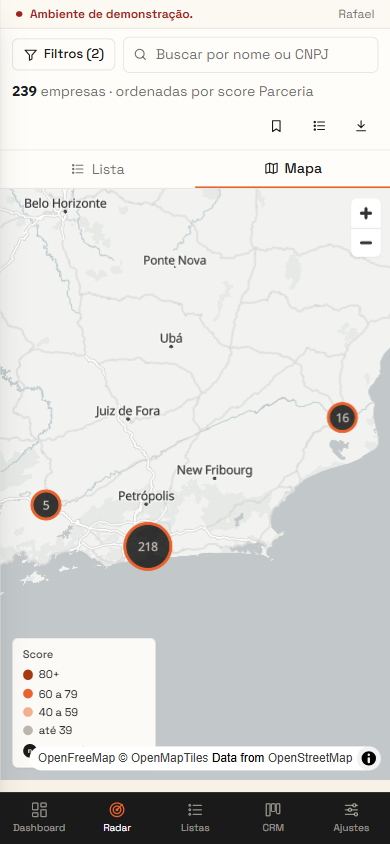 Ambiente de demonstração. Rafael
Filtros (2) Buscar por nome ou CNPJ
239 empresas · ordenadas por score Parceria
Lista Mapa
Belo Horizonte
+
−
Ponte Nova
Ubá
Juiz de Fora
16
New Fribourg
Petrópolis
5
218
Score
80+
60 a 79
40 a 59
até 39
OpenFreeMap © OpenMapTiles Data from OpenStreetMap
Dashboard Radar Listas CRM Ajustes